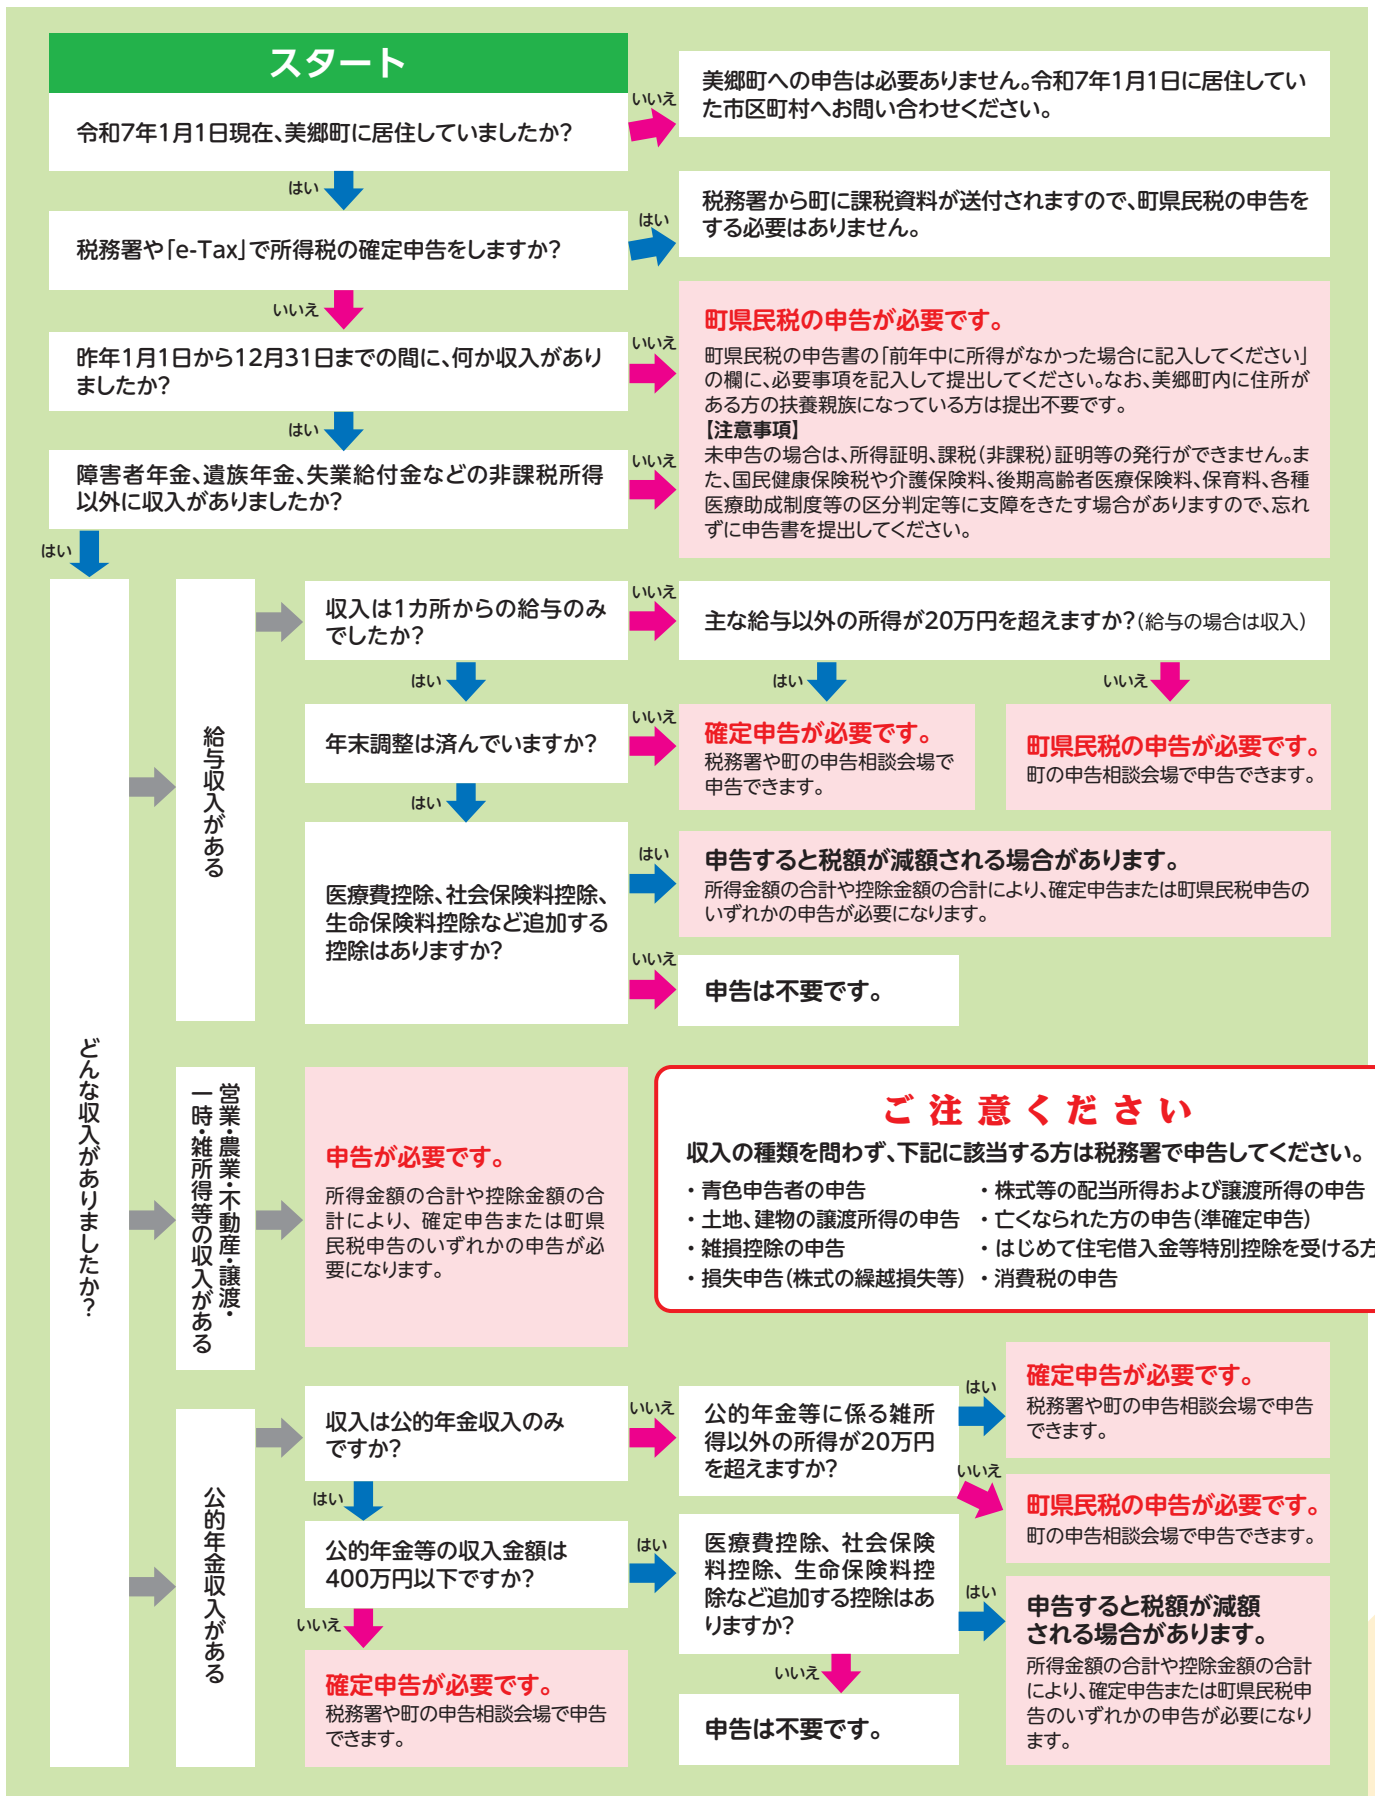 スタート
令和7年1月1日現在、美郷町に居住していましたか?
いいえ
美郷町への申告は必要ありません。令和7年1月1日に居住してい
た市区町村へお問い合わせください。
はい
税務署や「e-Tax」で所得税の確定申告をしますか?
はい
税務署から町に課税資料が送付されますので、町県民税の申告を
する必要はありません。
いいえ
昨年1月1日から12月31日までの間に、何か収入があり
ましたか?
いいえ
はい
障害者年金、遺族年金、失業給付金などの非課税所得
以外に収入がありましたか?
いいえ
町県民税の申告が必要です。
町県民税の申告書の「前年中に所得がなかった場合に記入してください」
の欄に、必要事項を記入して提出してください。なお、美郷町内に住所が
ある方の扶養親族になっている方は提出不要です。
【注意事項】
未申告の場合は、所得証明、課税(非課税)証明等の発行ができません。ま
た、国民健康保険税や介護保険料、後期高齢者医療保険料、保育料、各種
医療助成制度等の区分判定等に支障をきたす場合がありますので、忘れ
ずに申告書を提出してください。
はい
どんな収入がありましたか?
給与収入がある
収入は1カ所からの給与のみ
でしたか?
いいえ
主な給与以外の所得が20万円を超えますか?(給与の場合は収入)
はい
はい
いいえ
年末調整は済んでいますか?
いいえ
確定申告が必要です。
税務署や町の申告相談会場で
申告できます。
町県民税の申告が必要です。
町の申告相談会場で申告できます。
はい
医療費控除、社会保険料控除、
生命保険料控除など追加する
控除はありますか?
はい
申告すると税額が減額される場合があります。
所得金額の合計や控除金額の合計により、確定申告または町県民税申告の
いずれかの申告が必要になります。
いいえ
申告は不要です。
営業・農業・不動産・譲渡・
一時・雑所得等の収入がある
申告が必要です。
所得金額の合計や控除金額の合
計により、確定申告または町県
民税申告のいずれかの申告が必
要になります。
ご注意ください
収入の種類を問わず、下記に該当する方は税務署で申告してください。
・青色申告者の申告
・土地、建物の譲渡所得の申告
・雑損控除の申告
・損失申告(株式の繰越損失等)
・株式等の配当所得および譲渡所得の申告
・亡くなられた方の申告(準確定申告)
・はじめて住宅借入金等特別控除を受ける方
・消費税の申告
公的年金収入がある
収入は公的年金収入のみ
ですか?
いいえ
公的年金等に係る雑所
得以外の所得が20万円
を超えますか?
はい
確定申告が必要です。
税務署や町の申告相談会場で申告
できます。
いいえ
町県民税の申告が必要です。
町の申告相談会場で申告できます。
はい
公的年金等の収入金額は
400万円以下ですか?
はい
医療費控除、社会保険
料控除、生命保険料控
除など追加する控除はあ
りますか?
はい
申告すると税額が減額
される場合があります。
所得金額の合計や控除金額の合計
により、確定申告または町県民税申
告のいずれかの申告が必要になり
ます。
いいえ
確定申告が必要です。
税務署や町の申告相談会場で申告
できます。
いいえ
申告は不要です。